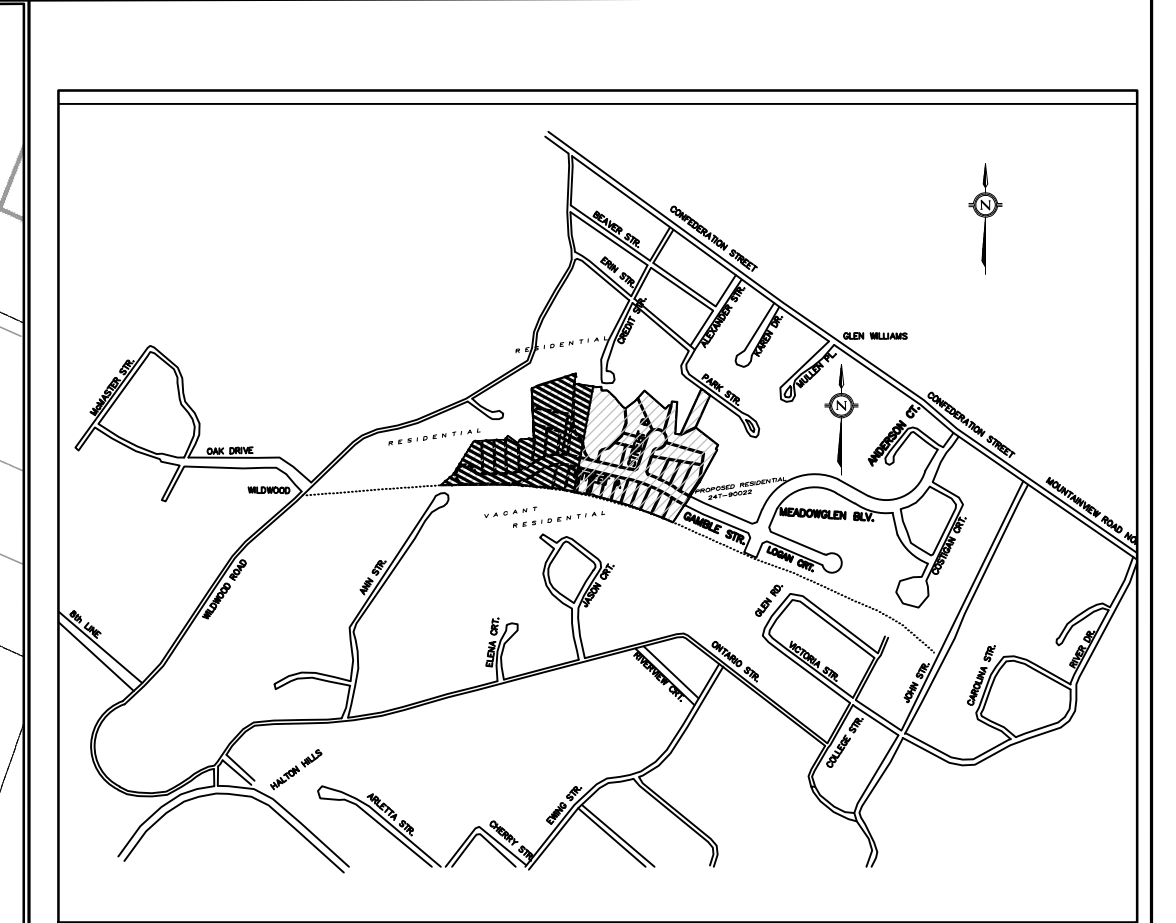 N
BEAVER STR.
CONFEDERATION STREET
ERIN STR.
CREDIT STR.
ALEXANDER STR.
KAREN DR.
GLEN WILLIAMS
RESIDENTIAL
MULLEN PL.
McMASTER STR.
PARK STR.
N
CONFEDERATION STREET
ANDERSON CT.
RESIDENTIAL
OAK DRIVE
WILDWOOD
PROPOSED RESIDENTIAL
24T-90022
MOUNTAINVIEW ROAD NO
VACANT
RESIDENTIAL
GAMBLE STR.
MEADOWGLEN BLV.
LOGAN CRT.
COSTIGAN CRT.
WILDWOOD ROAD
ANN STR.
JASON CRT.
GLEN RD.
8th LINE
ELENA CRT.
RIVERVIEW CRT.
ONTARIO STR.
VICTORIA STR.
JOHN STR.
CAROLINA STR.
RIVER DR.
COLLEGE STR.
HALTON HILLS
ARLETTA STR.
CHERRY STR
EWING STR.